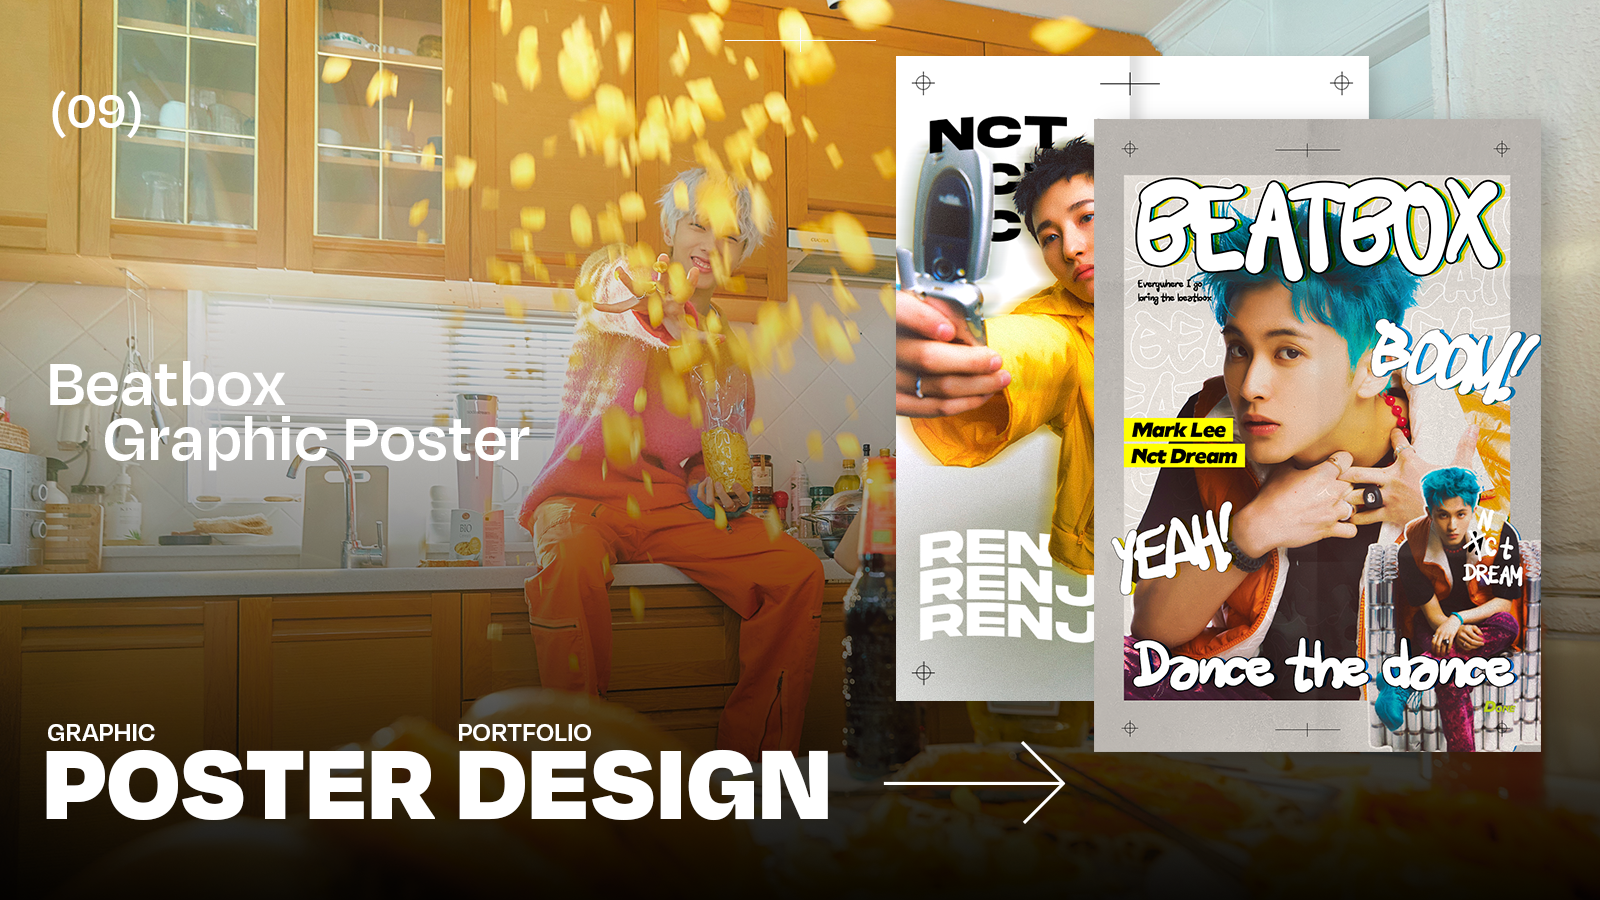 (09)
Beatbox
Graphic Poster
GRAPHIC
PORTFOLIO
POSTER DESIGN
NCT
REN
RENJ
RENJ
BEATBOX
Everywhere I go
bring the beatbox
BOOM!
Mark Lee
Nct Dream
YEAH!
NCt
DREAM
Dance the dance